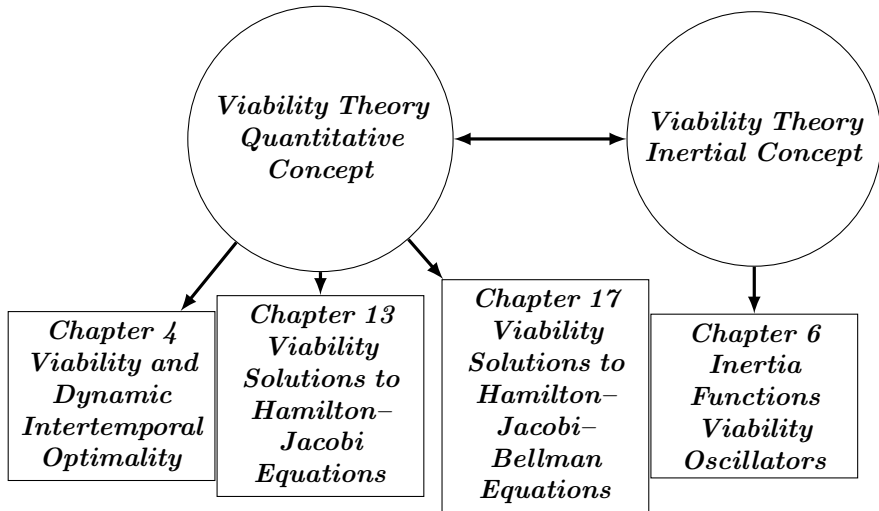 Viability Theory
Quantitative
Concept
Viability Theory
Inertial Concept
Chapter 4
Viability and
Dynamic
Intertemporal
Optimality
Chapter 13
Viability
Solutions to
Hamilton–
Jacobi
Equations
Chapter 17
Viability
Solutions to
Hamilton–
Jacobi–
Bellman
Equations
Chapter 6
Inertia
Functions
Viability
Oscillators